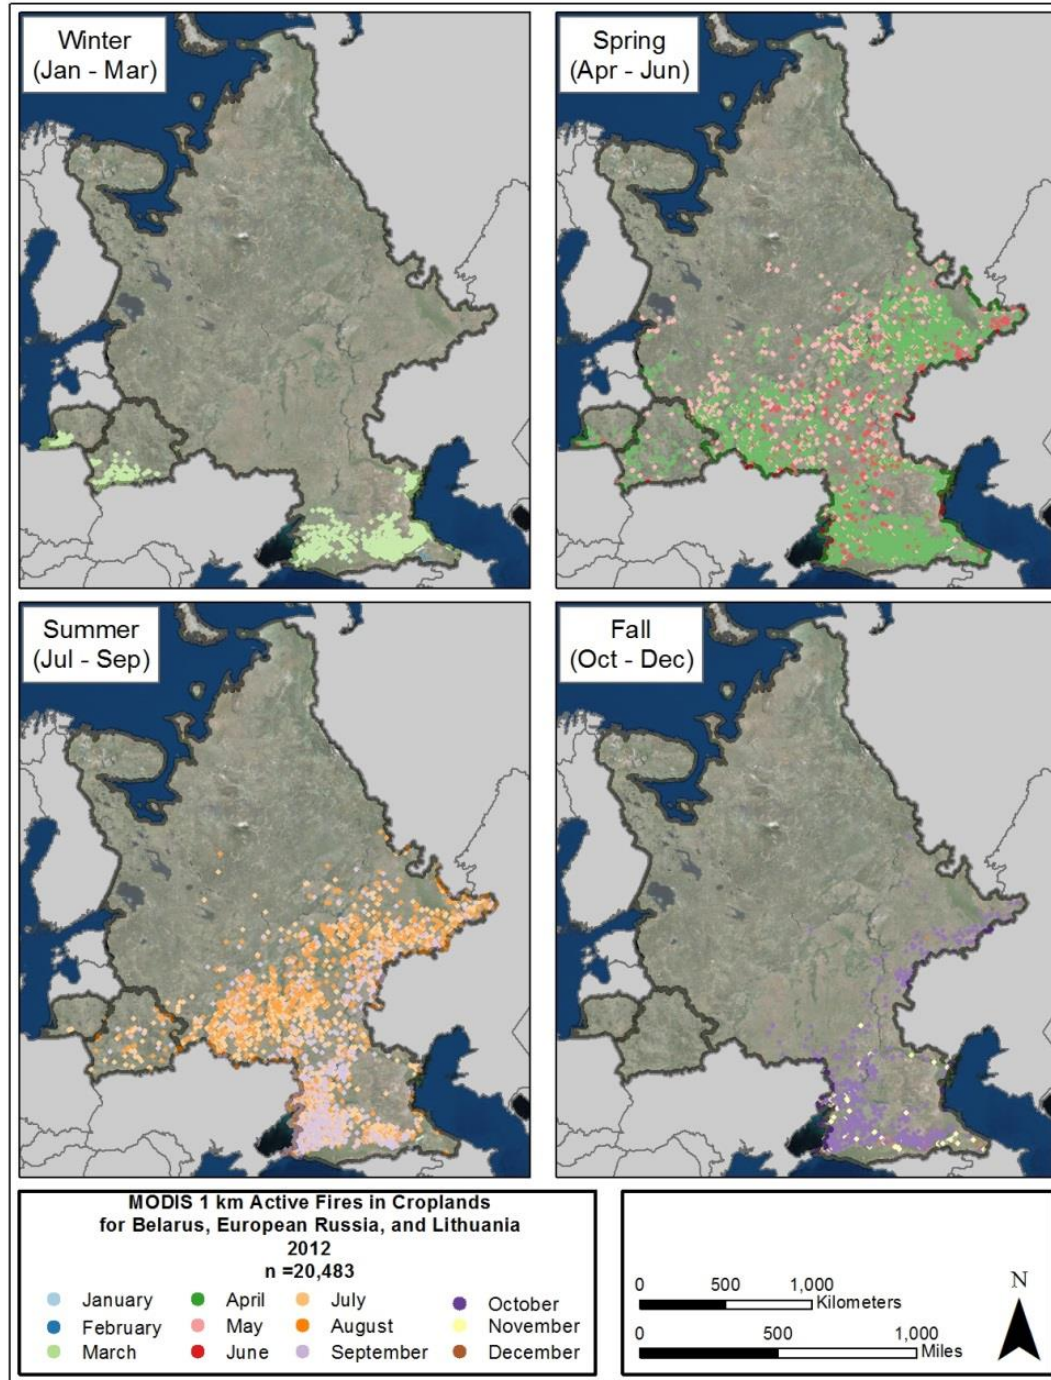 Winter
(Jan - Mar)
Spring
(Apr - Jun)
Summer
(Jul - Sep)
Fall
(Oct - Dec)
MODIS 1 km Active Fires in Croplands
for Belarus, European Russia, and Lithuania
2012
n =20,483
January
February
March
April
May
June
July
August
September
October
November
December
0 500 1,000
Kilometers
0 500 1,000
Miles
N